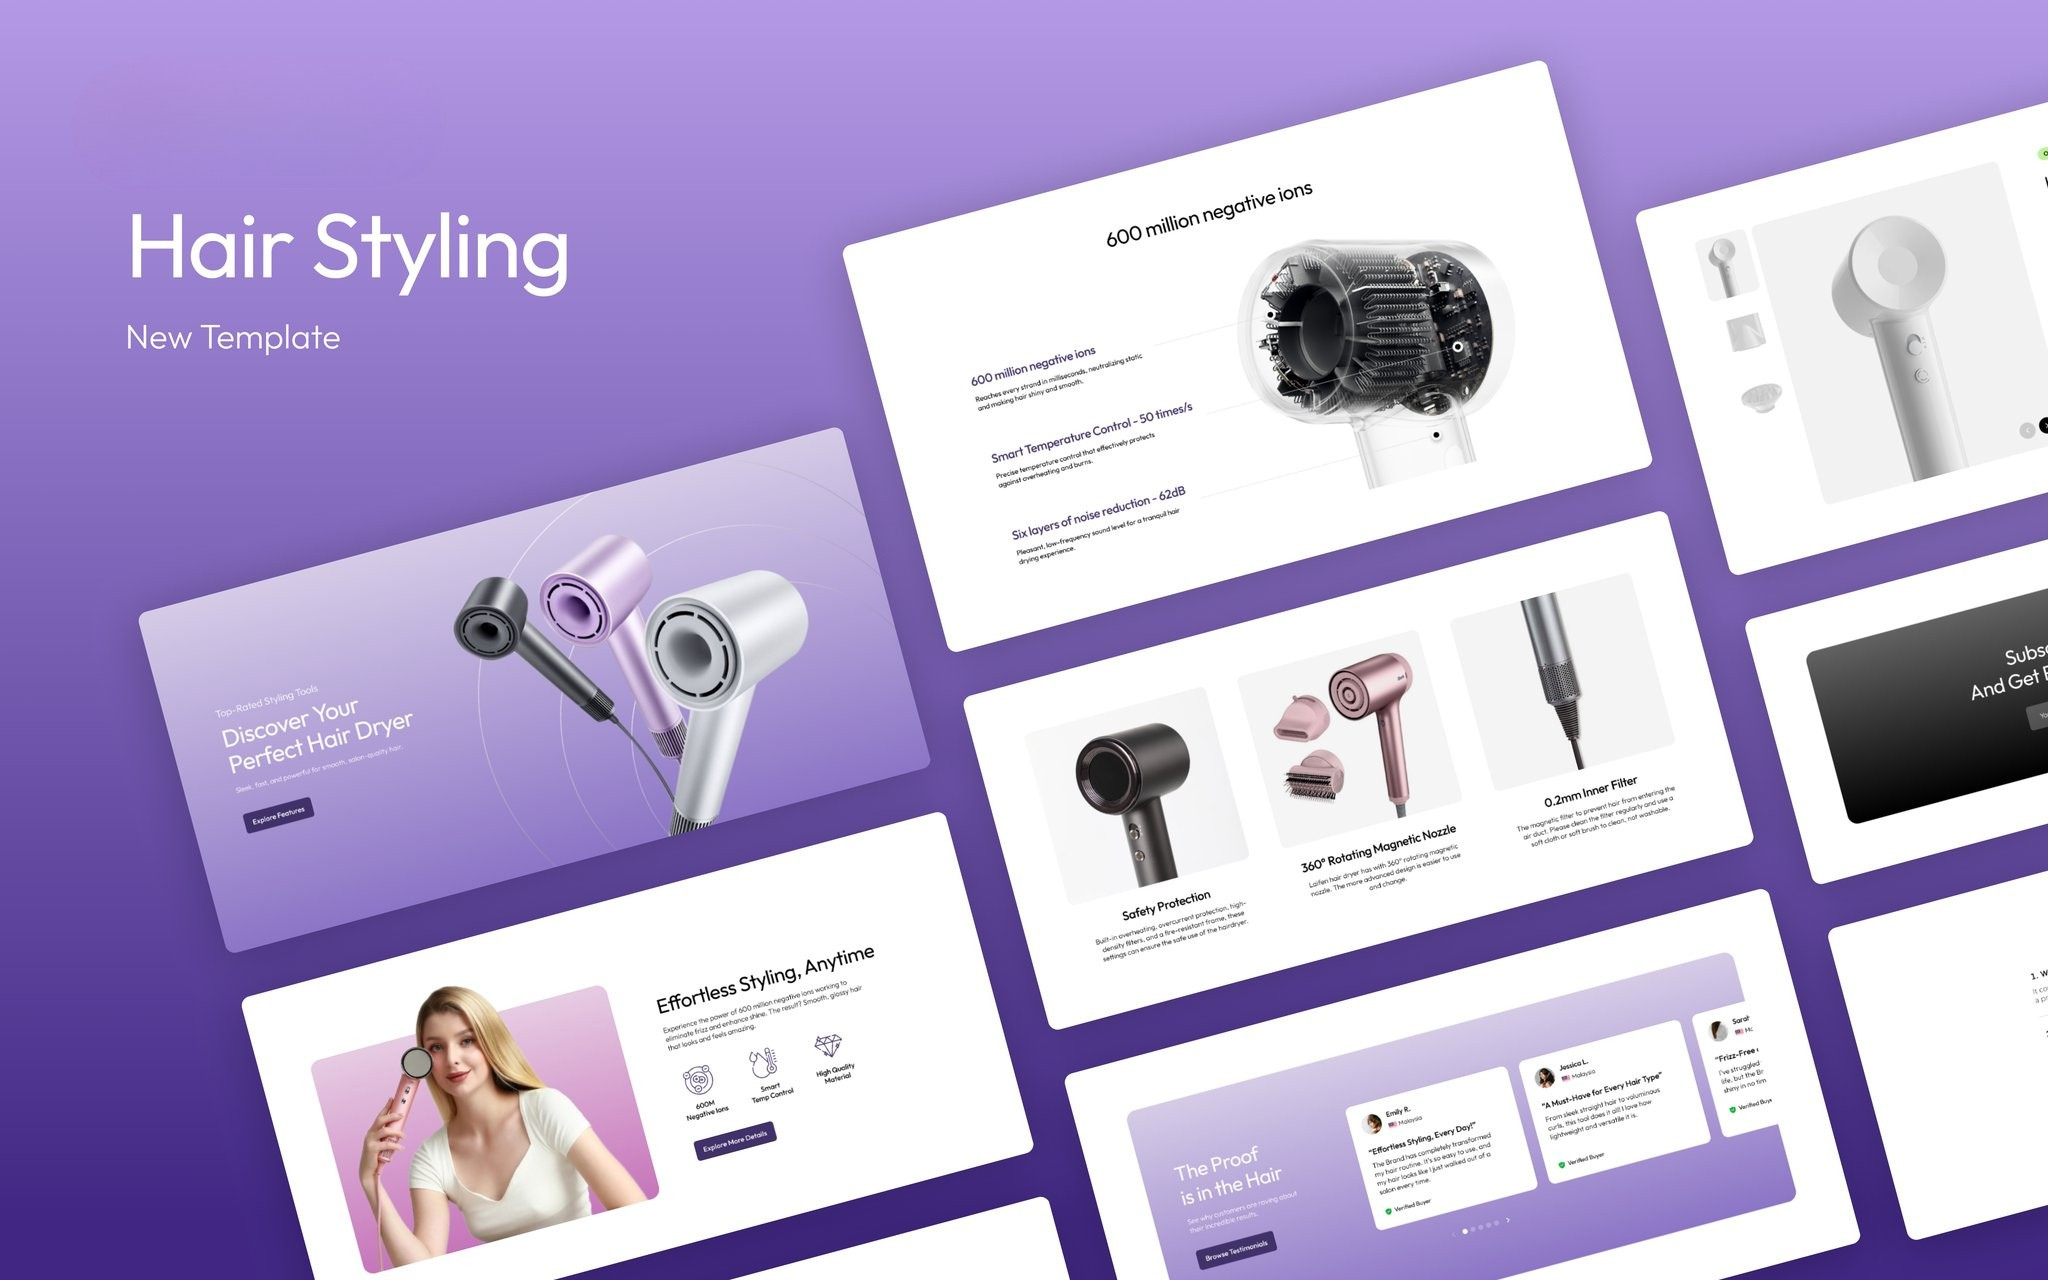 Hair Styling
New Template
Top-Rated Styling Tools
Discover Your
Perfect Hair Dryer
Sleek, fast, and powerful for smooth, salon-quality hair.
Explore Features
Effortless Styling, Anytime
Experience the power of 600 million negative ions working to
eliminate frizz and enhance shine. The result? Smooth, glossy hair
that looks and feels amazing.
600M
Negative Ions
Smart
Temp Control
High Quality
Material
Explore More Details
600 million negative ions
600 million negative ions
Reaches every strand in milliseconds, neutralizing static
and making hair shiny and smooth.
Smart Temperature Control - 50 times/s
Precise temperature control that effectively protects
against overheating and burns.
Six layers of noise reduction - 62dB
Pleasant, low-frequency sound level for a tranquil hair
drying experience.
Safety Protection
Built-in overheating, overcurrent protection, high-
density filters, and a fire-resistant frame, these
settings can ensure the safe use of the hairdryer.
360° Rotating Magnetic Nozzle
Laifen hair dryer has with 360° rotating magnetic
nozzle. The more advanced design is easier to use
and change.
0.2mm Inner Filter
The magnetic filter to prevent hair from entering the
air duct. Please clean the filter regularly and use a
soft cloth or soft brush to clean, not washable.
The Proof
is in the Hair
See why customers are raving about
their incredible results.
Browse Testimonials
Emily R.
Malaysia
"Effortless Styling, Every Day!"
The Brand has completely transformed
my hair routine. It's so easy to use, and
my hair looks like I just walked out of a
salon every time.
Verified Buyer
Jessica L.
Malaysia
"A Must-Have for Every Hair Type"
From sleek straight hair to voluminous
curls, this tool does it all! I love how
lightweight and versatile it is.
Verified Buyer
Sarah
"Frizz-Free
I've struggled
life, but the Br
shiny in no tim
Verified Buye
Subsc
And Get E
1. W
It co
a pr